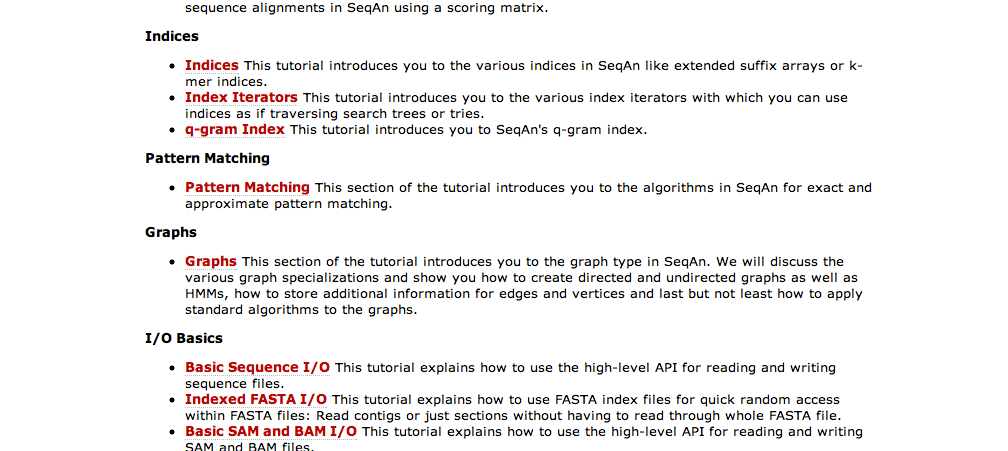 sequence alignments in SeqAn using a scoring matrix.
Indices
• Indices This tutorial introduces you to the various indices in SeqAn like extended suffix arrays or k-
mer indices.
• Index Iterators This tutorial introduces you to the various index iterators with which you can use
indices as if traversing search trees or tries.
• q-gram Index This tutorial introduces you to SeqAn's q-gram index.
Pattern Matching
• Pattern Matching This section of the tutorial introduces you to the algorithms in SeqAn for exact and
approximate pattern matching.
Graphs
• Graphs This section of the tutorial introduces you to the graph type in SeqAn. We will discuss the
various graph specializations and show you how to create directed and undirected graphs as well as
HMMs, how to store additional information for edges and vertices and last but not least how to apply
standard algorithms to the graphs.
I/O Basics
• Basic Sequence I/O This tutorial explains how to use the high-level API for reading and writing
sequence files.
• Indexed FASTA I/O This tutorial explains how to use FASTA index files for quick random access
within FASTA files: Read contigs or just sections without having to read through whole FASTA file.
• Basic SAM and BAM I/O This tutorial explains how to use the high-level API for reading and writing
SAM and BAM files.